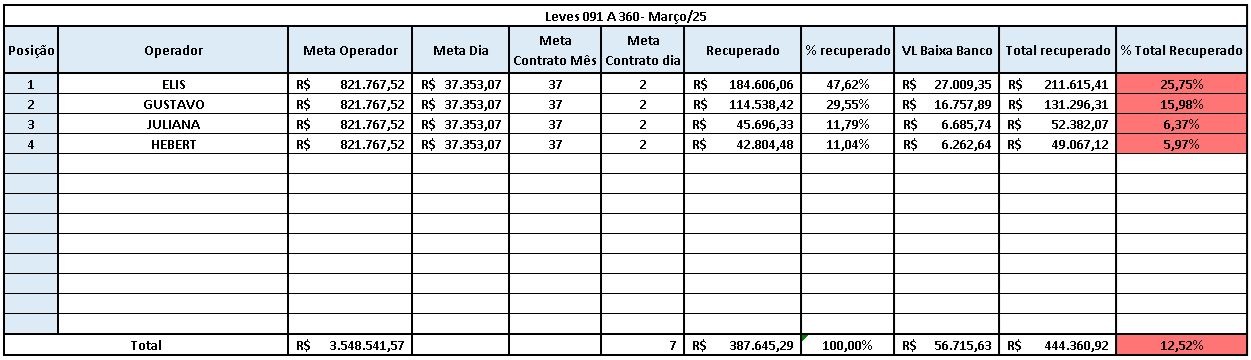 Leves 091 A 360- Março/25
Posição Operador Meta Operador Meta Dia Meta Contrato Mês Meta Contrato dia Recuperado % recuperado VL Baixa Banco Total recuperado % Total Recuperado
1 ELIS R$ 821.767,52 R$ 37.353,07 37 2 R$ 184.606,06 47,62% R$ 27.009,35 R$ 211.615,41 25,75%
2 GUSTAVO R$ 821.767,52 R$ 37.353,07 37 2 R$ 114.538,42 29,55% R$ 16.757,89 R$ 131.296,31 15,98%
3 JULIANA R$ 821.767,52 R$ 37.353,07 37 2 R$ 45.696,33 11,79% R$ 6.685,74 R$ 52.382,07 6,37%
4 HEBERT R$ 821.767,52 R$ 37.353,07 37 2 R$ 42.804,48 11,04% R$ 6.262,64 R$ 49.067,12 5,97%
Total R$ 3.548.541,57 7 R$ 387.645,29 100,00% R$ 56.715,63 R$ 444.360,92 12,52%